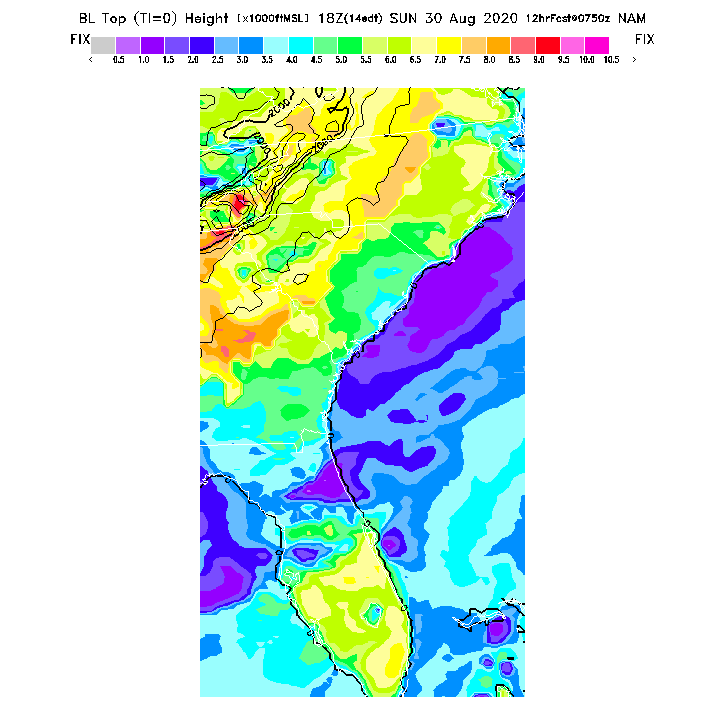 BL Top (TI=0) Height [x1000ftMSL] 18Z(14edt) SUN 30 Aug 2020 12hrFcst@0750z NAM
FIX FIX
< 0.5 1.0 1.5 2.0 2.5 3.0 3.5 4.0 4.5 5.0 5.5 6.0 6.5 7.0 7.5 8.0 8.5 9.0 9.5 10.0 10.5 >
2000
2000